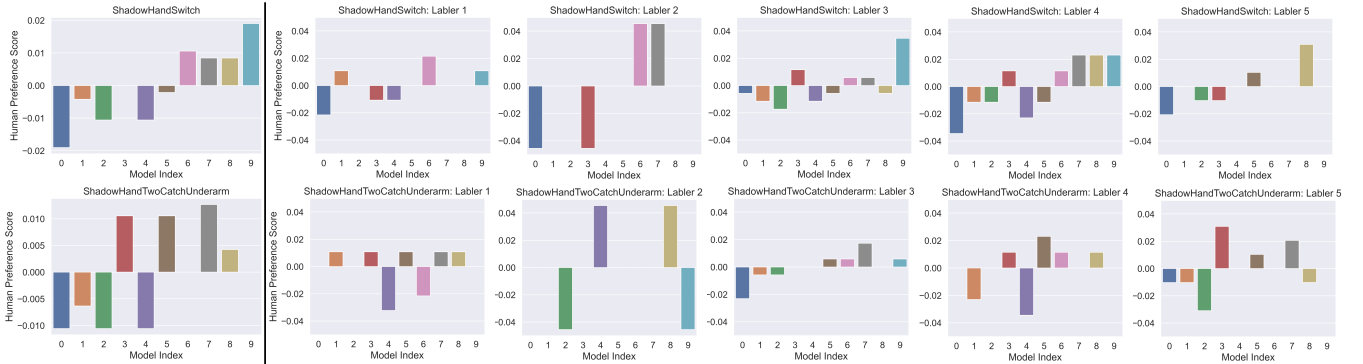 ShadowHandSwitch
Human Preference Score
0.02
0.01
0.00
−0.01
−0.02
0 1 2 3 4 5 6 7 8 9
Model Index
ShadowHandSwitch: Labler 1
Human Preference Score
0.04
0.02
0.00
−0.02
−0.04
0 1 2 3 4 5 6 7 8 9
Model Index
ShadowHandSwitch: Labler 2
0.04
0.02
0.00
−0.02
−0.04
0 1 2 3 4 5 6 7 8 9
Model Index
ShadowHandSwitch: Labler 3
0.04
0.02
0.00
−0.02
−0.04
0 1 2 3 4 5 6 7 8 9
Model Index
ShadowHandSwitch: Labler 4
0.04
0.02
0.00
−0.02
−0.04
0 1 2 3 4 5 6 7 8 9
Model Index
ShadowHandSwitch: Labler 5
0.04
0.02
0.00
−0.02
−0.04
0 1 2 3 4 5 6 7 8 9
Model Index
ShadowHandTwoCatchUnderarm
Human Preference Score
0.010
0.005
0.000
−0.005
−0.010
0 1 2 3 4 5 6 7 8 9
Model Index
ShadowHandTwoCatchUnderarm: Labler 1
Human Preference Score
0.04
0.02
0.00
−0.02
−0.04
0 1 2 3 4 5 6 7 8 9
Model Index
ShadowHandTwoCatchUnderarm: Labler 2
0.04
0.02
0.00
−0.02
−0.04
0 1 2 3 4 5 6 7 8 9
Model Index
ShadowHandTwoCatchUnderarm: Labler 3
0.04
0.02
0.00
−0.02
−0.04
0 1 2 3 4 5 6 7 8 9
Model Index
ShadowHandTwoCatchUnderarm: Labler 4
0.04
0.02
0.00
−0.02
−0.04
0 1 2 3 4 5 6 7 8 9
Model Index
ShadowHandTwoCatchUnderarm: Labler 5
0.04
0.02
0.00
−0.02
−0.04
0 1 2 3 4 5 6 7 8 9
Model Index